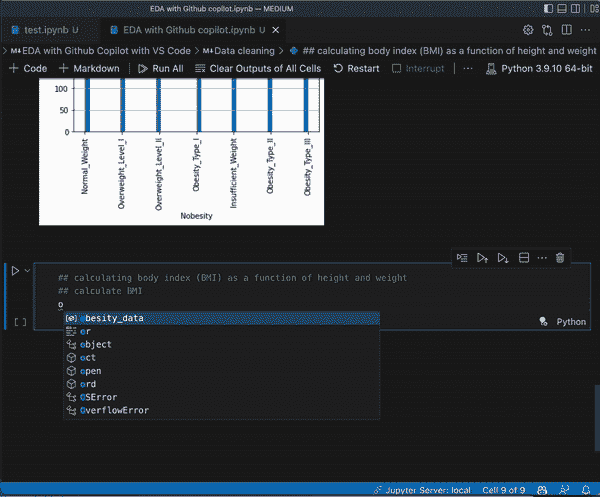 EDA with Github copilot.ipynb — MEDIUM
test.ipynb U
EDA with Github copilot.ipynb U
EDA with Github Copilot with VS Code > M↓Data cleaning > ## calculating body index (BMI) as a function of height and weight
+ Code + Markdown Run All Clear Outputs of All Cells Restart Interrupt ... Python 3.9.10 64-bit
100
50
0
Normal_Weight
Overweight_Level_I
Overweight_Level_II
Obesity_Type_I
Insufficient_Weight
Obesity_Type_II
Obesity_Type_III
Nobesity
## calculating body index (BMI) as a function of height and weight
## calculate BMI
o
obesity_data
or
object
oct
open
ord
OSError
OverflowError
[ ]
Python
Jupyter Server: local Cell 9 of 9